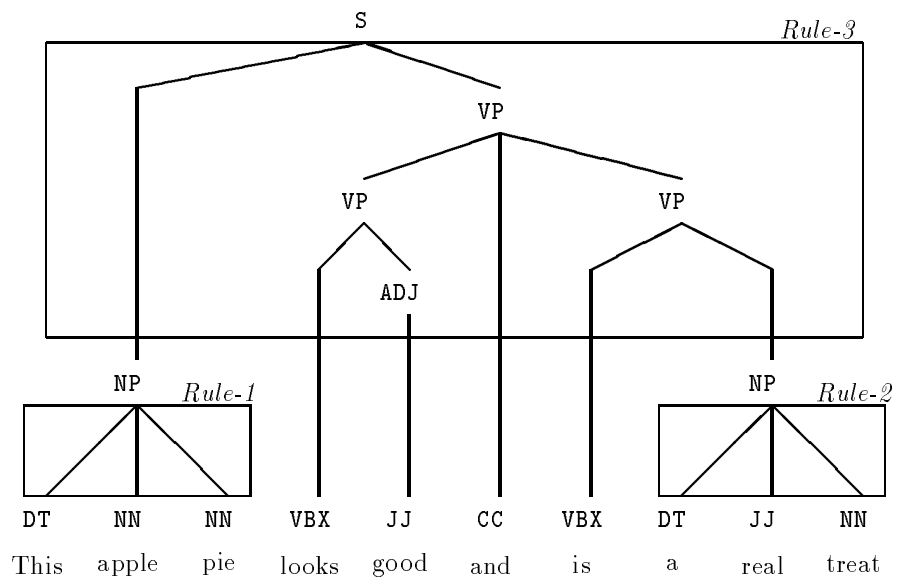 S Rule-3
VP
VP VP
ADJ
NP Rule-1 NP Rule-2
DT NN NN VBX JJ CC VBX DT JJ NN
This apple pie looks good and is a real treat